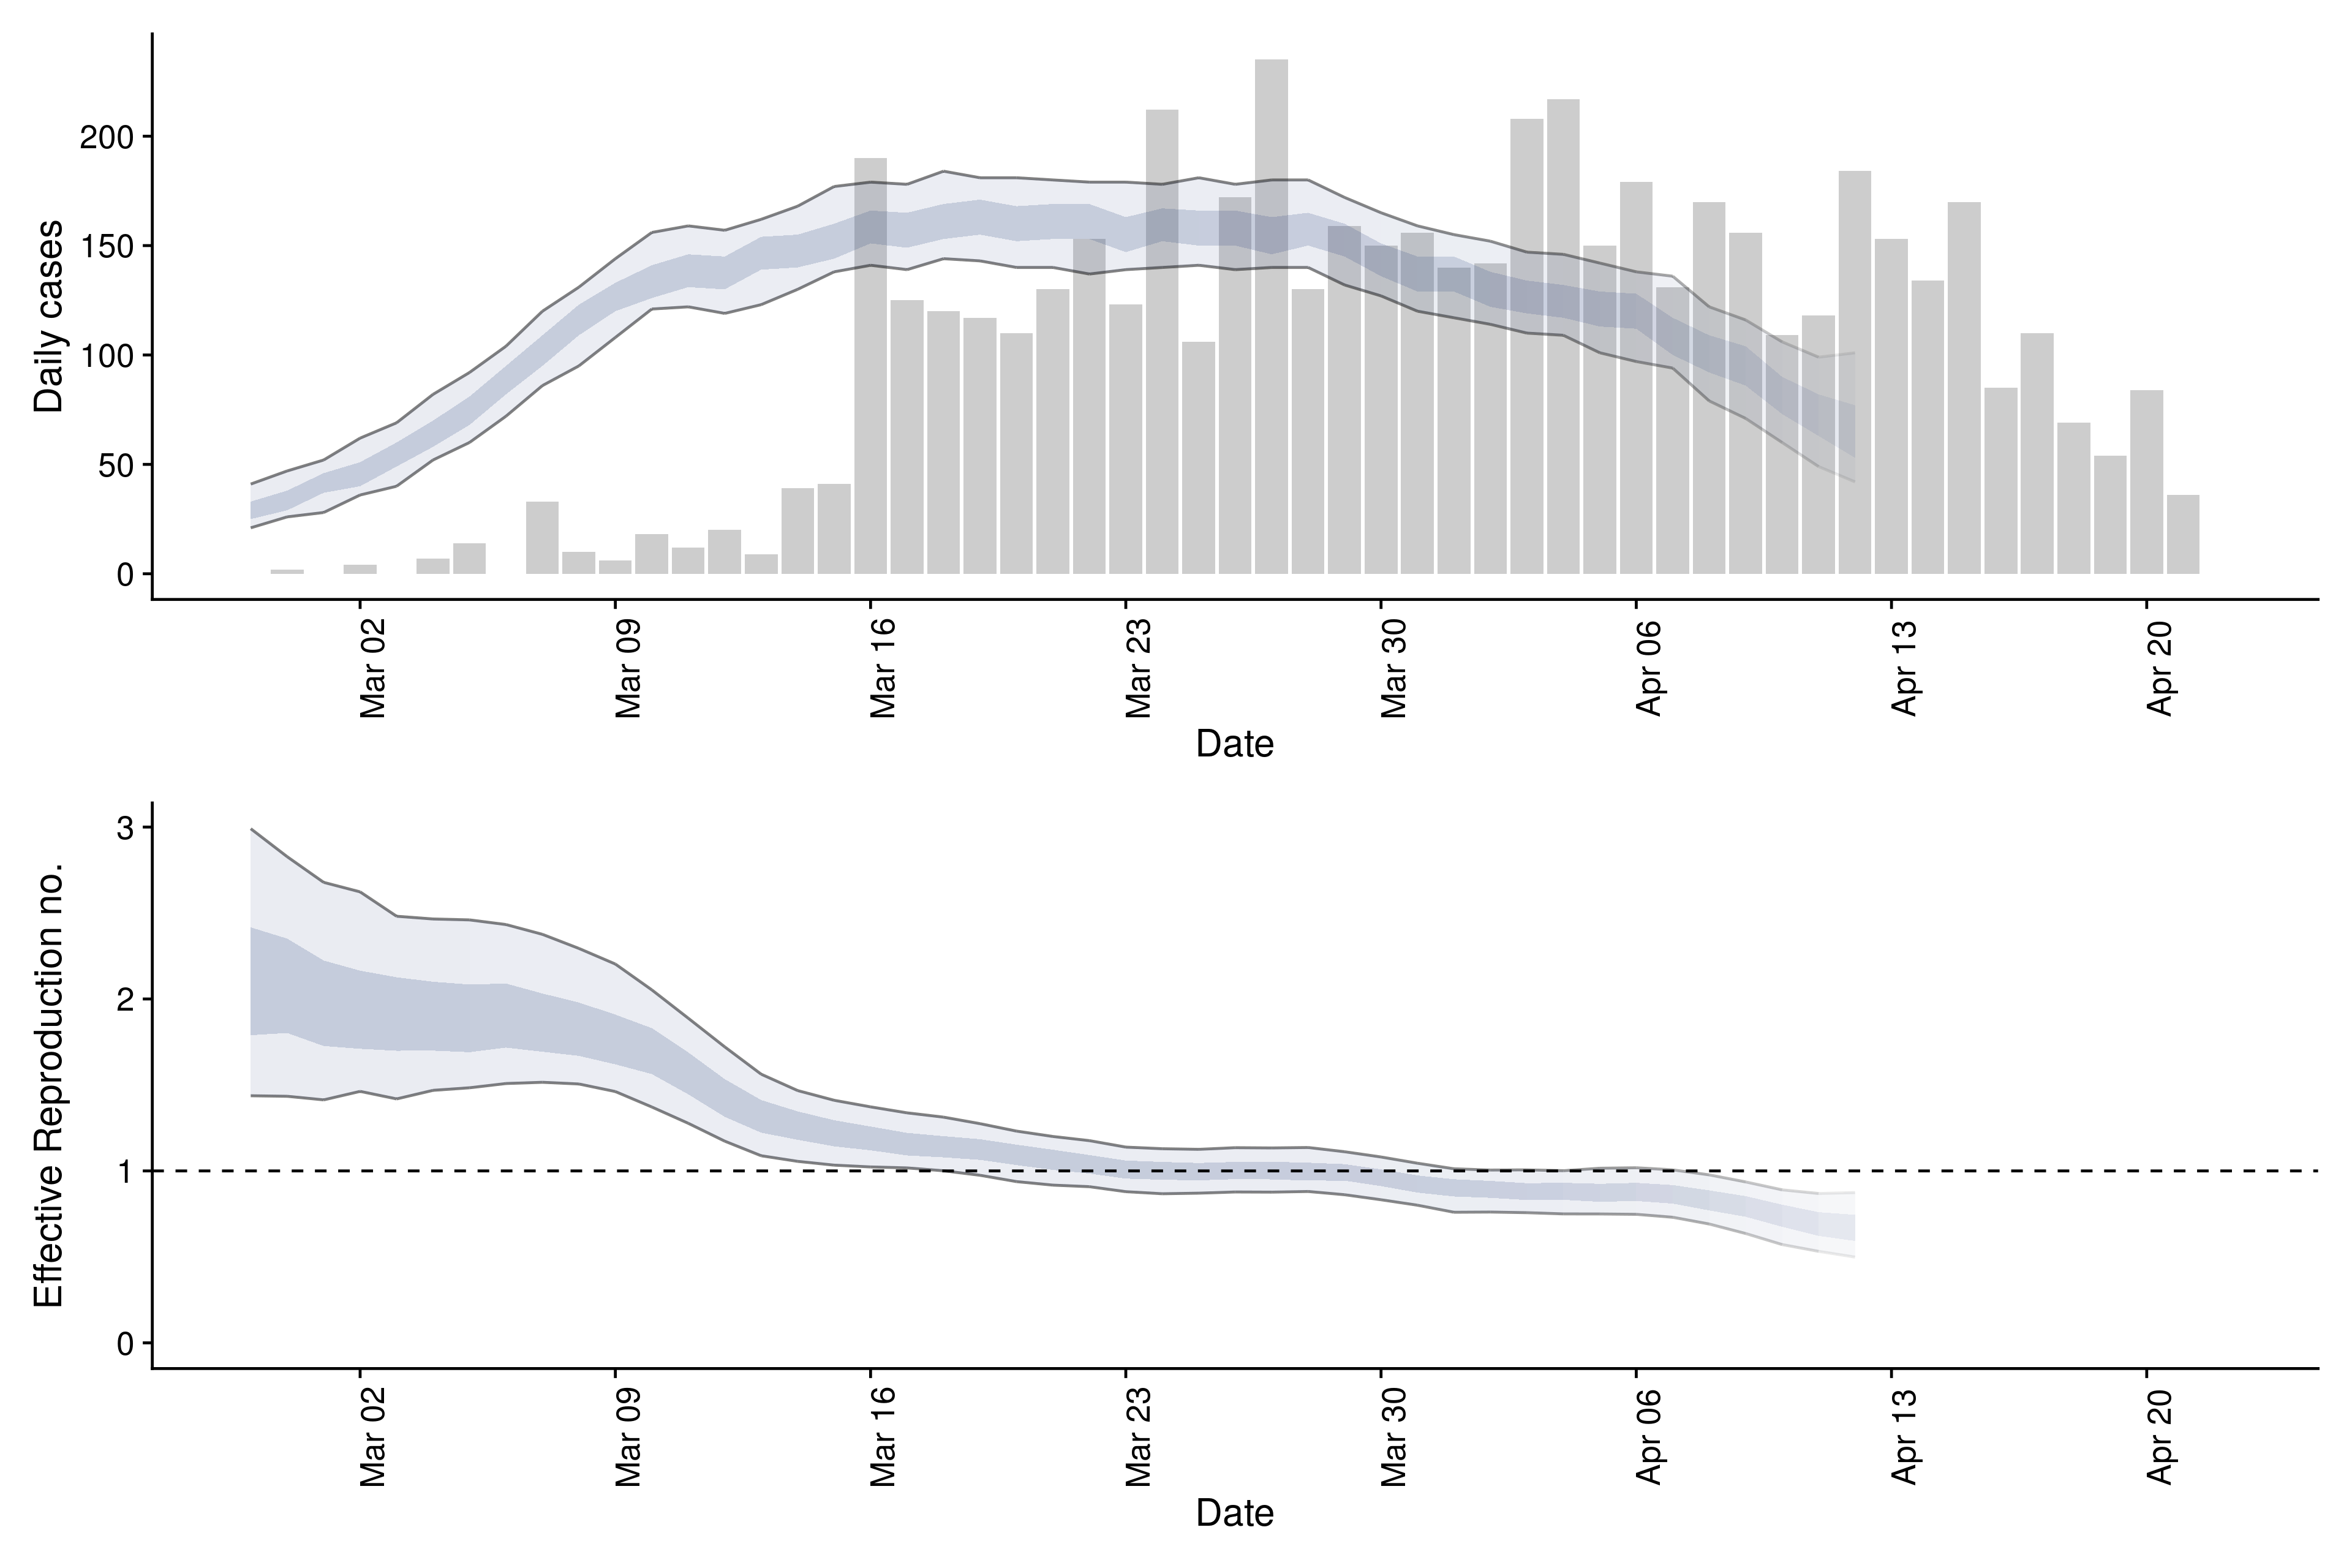 Daily cases
200
150
100
50
0
Mar 02
Mar 09
Mar 16
Mar 23
Mar 30
Apr 06
Apr 13
Apr 20
Date
Effective Reproduction no.
3
2
1
0
Mar 02
Mar 09
Mar 16
Mar 23
Mar 30
Apr 06
Apr 13
Apr 20
Date